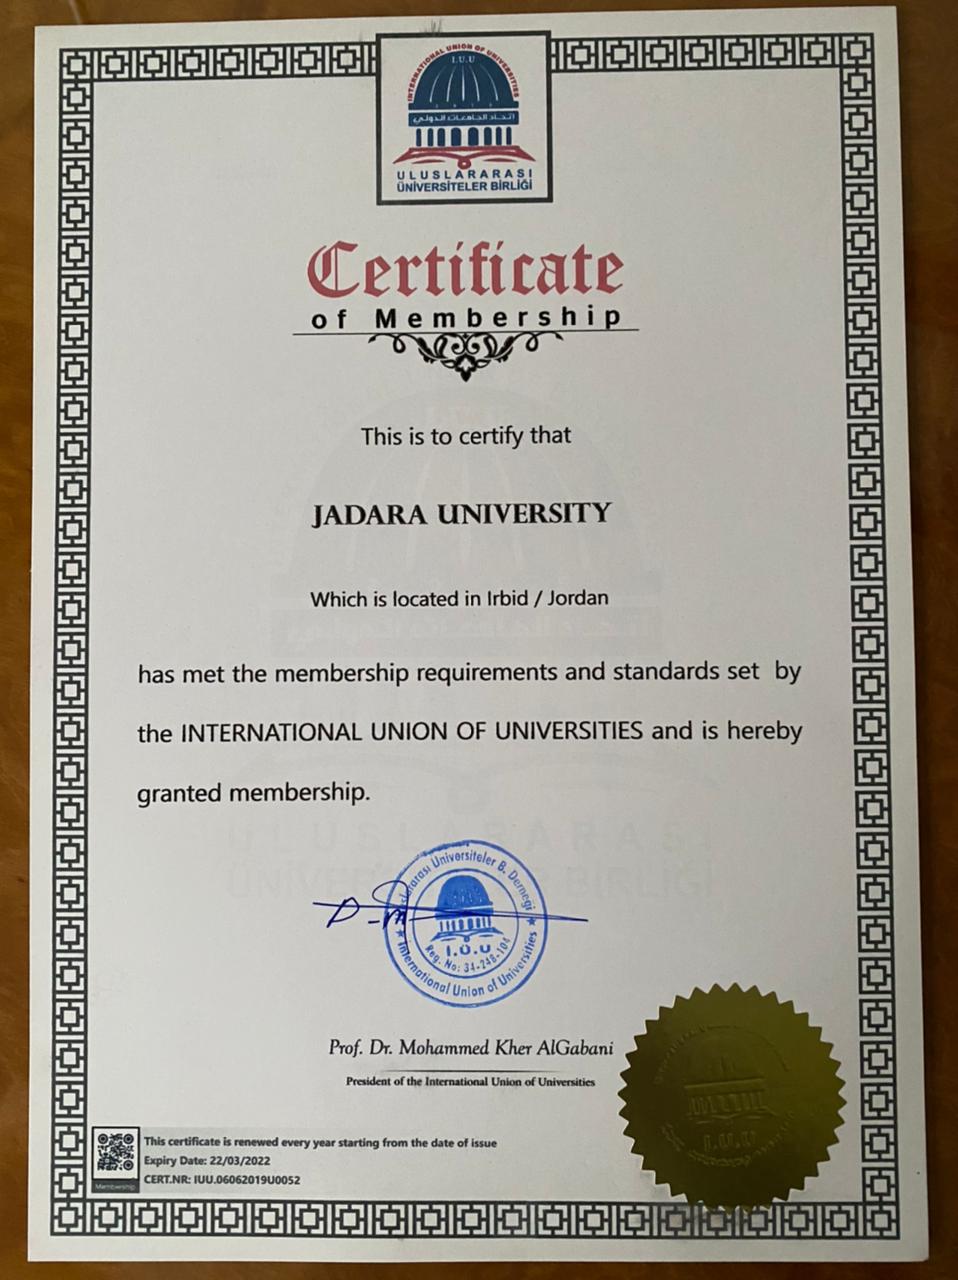 INTERNATIONAL UNION OF UNIVERSITIES
I.U.U
اتحاد الجامعات الدولي
ULUSLARARASI
ÜNİVERSİTELER BİRLİĞİ
Certificate
of Membership
This is to certify that
JADARA UNIVERSITY
Which is located in Irbid / Jordan
has met the membership requirements and standards set by
the INTERNATIONAL UNION OF UNIVERSITIES and is hereby
granted membership.
Uluslararası Üniversiteler B. Derneği
I.Ü.U
Reg. No: 34-248-104
International Union of Universities
Prof. Dr. Mohammed Kher AlGabani
President of the International Union of Universities
I.U.U
This certificate is renewed every year starting from the date of issue
Expiry Date: 22/03/2022
CERT.NR: IUU.06062019U0052
Membership